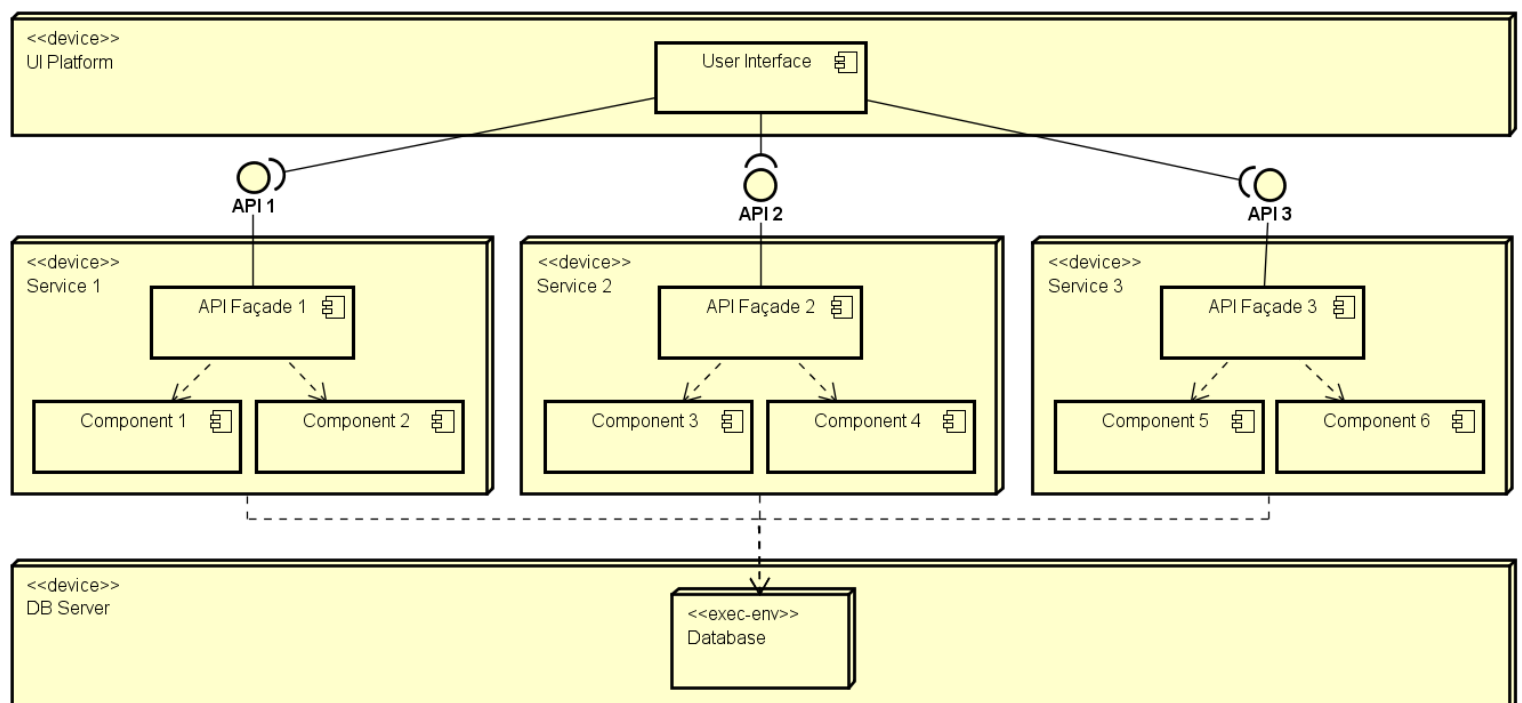 <<device>>
UI Platform
User Interface
API 1
API 2
API 3
<<device>>
Service 1
API Façade 1
Component 1
Component 2
<<device>>
Service 2
API Façade 2
Component 3
Component 4
<<device>>
Service 3
API Façade 3
Component 5
Component 6
<<device>>
DB Server
<<exec-env>>
Database